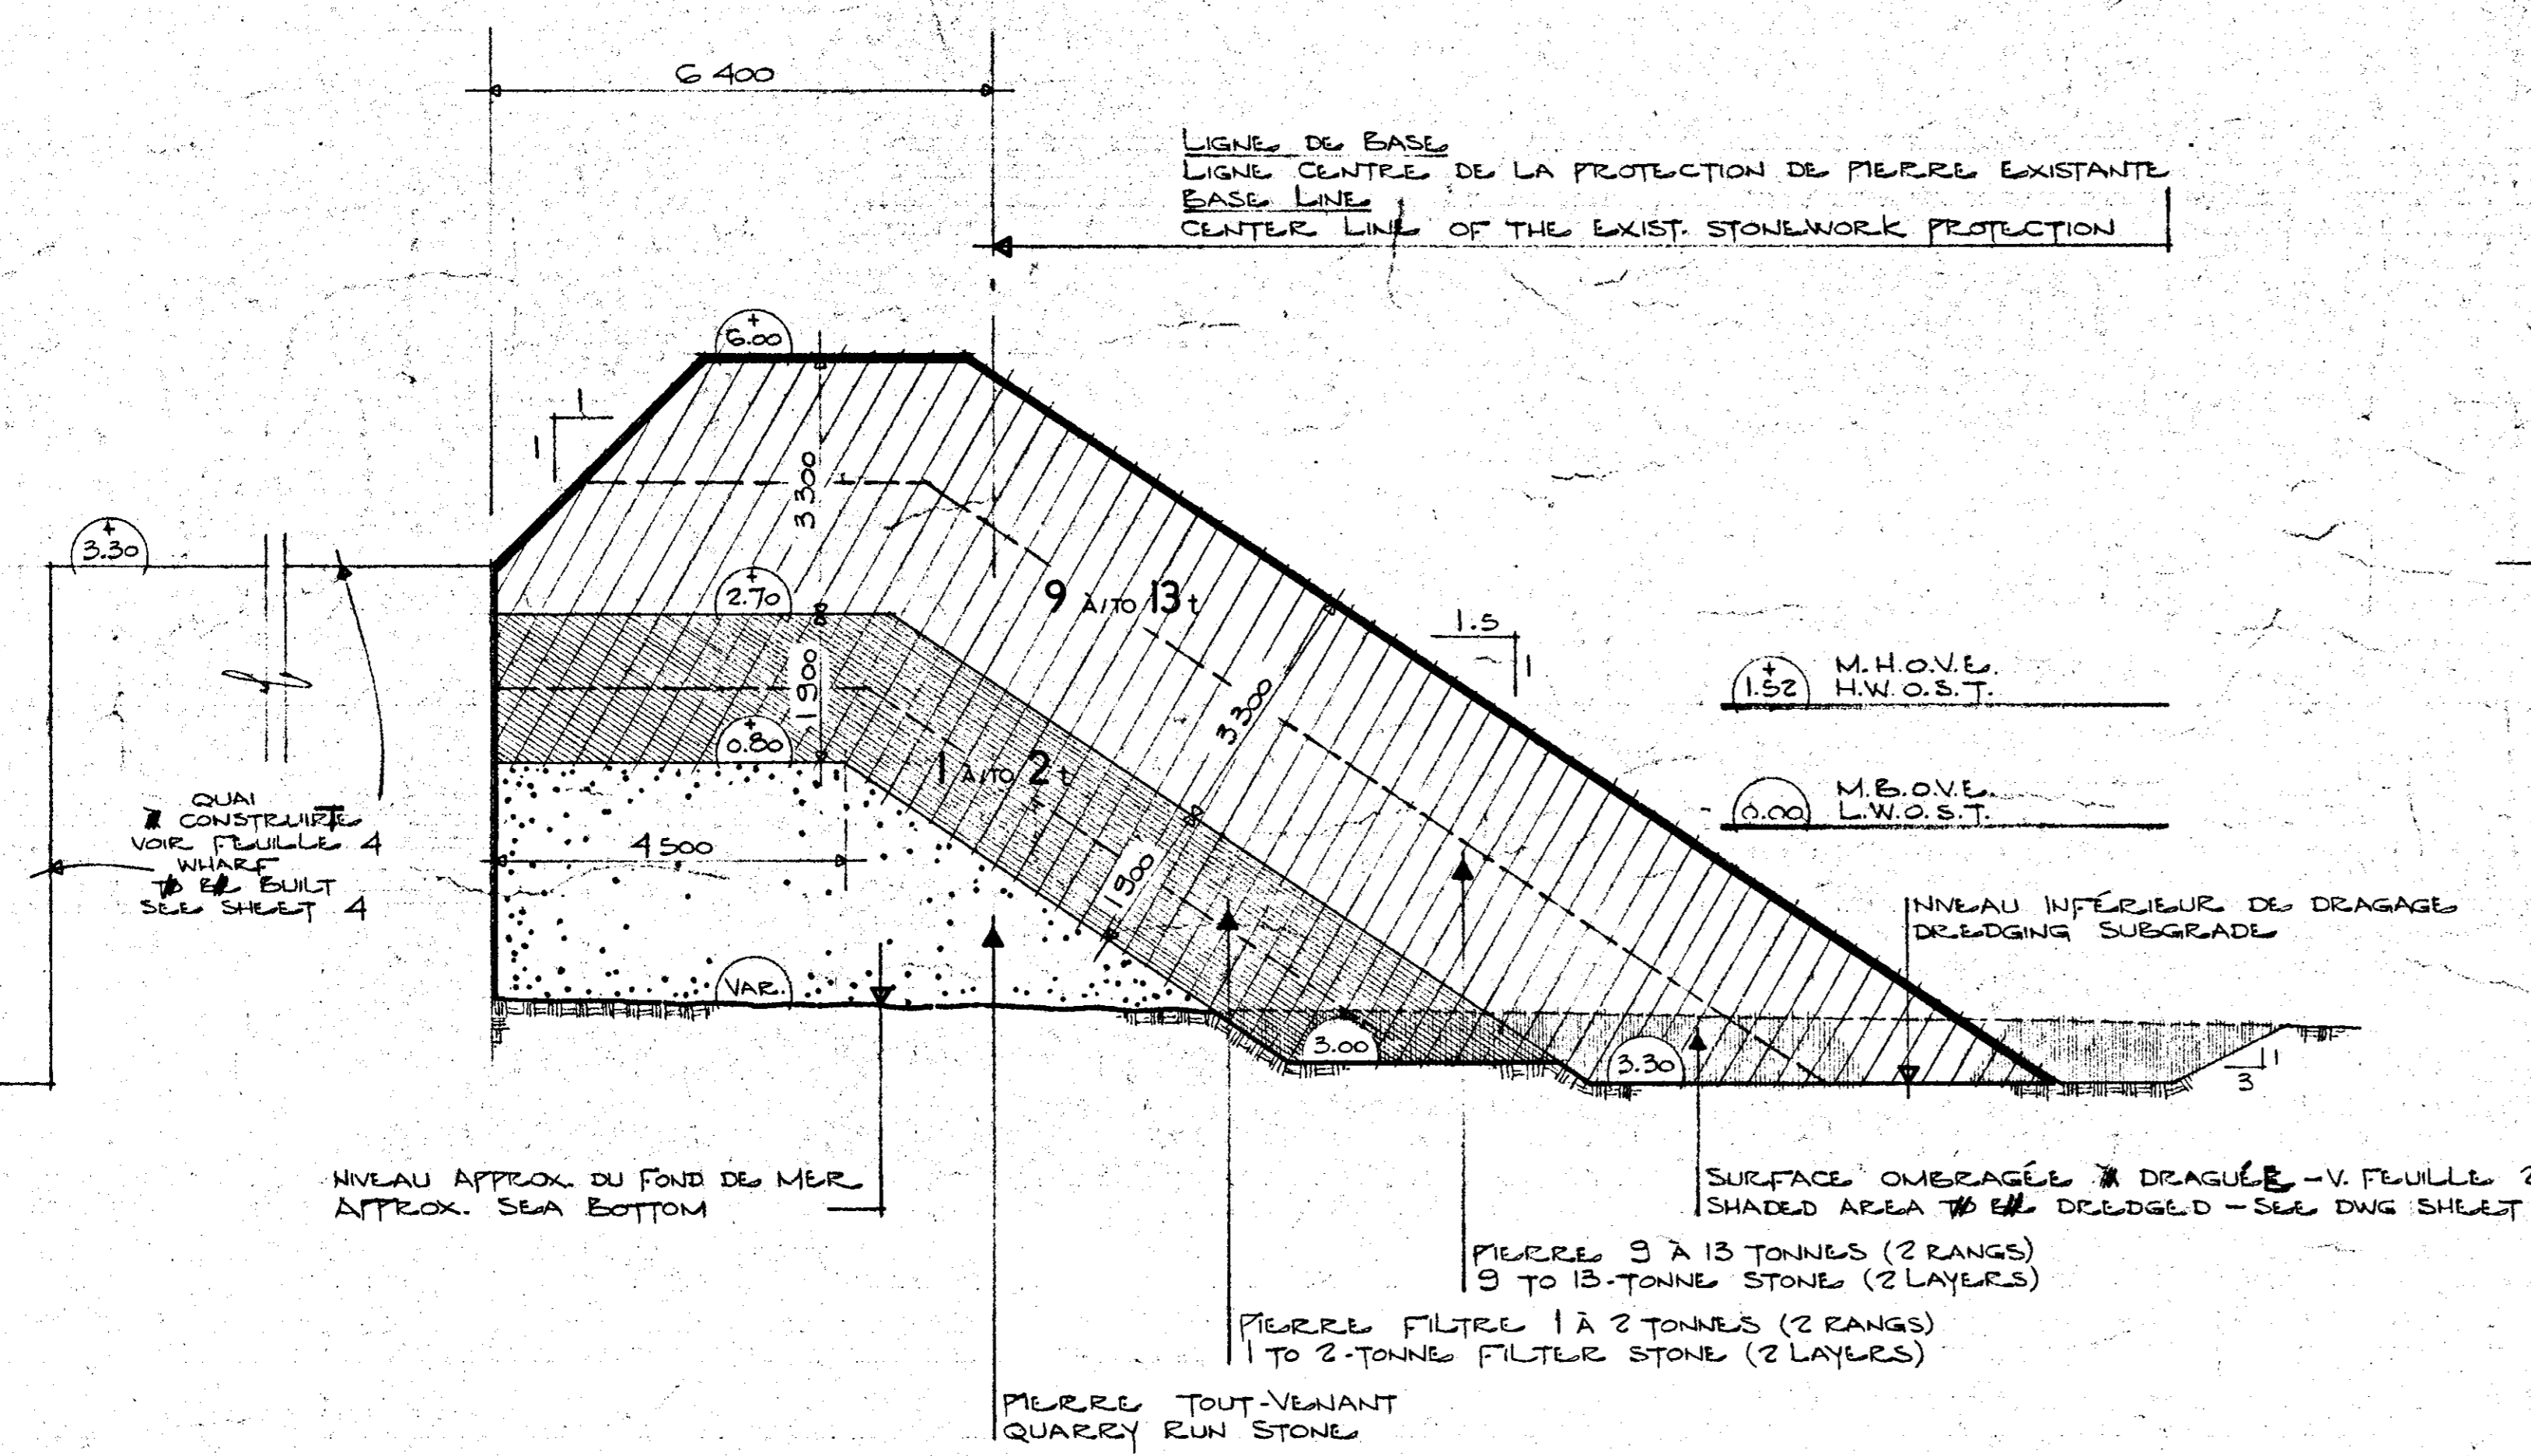 6 400
LIGNE DE BASE
LIGNE CENTRE DE LA PROTECTION DE PIERRE EXISTANTE
BASE LINE
CENTER LINE OF THE EXIST. STONEWORK PROTECTION
+
6.00
1
1
3 300
+
3.30
+
2.70
9 À/TO 13 t
1.5
1
+
1.52
M.H.O.V.E.
H.W.O.S.T.
1 900
3 300
+
0.80
1 À/TO 2 t
0.00
M.B.O.V.E.
L.W.O.S.T.
QUAI
À CONSTRUIRE
VOIR FEUILLE 4
WHARF
TO BE BUILT
SEE SHEET 4
4 500
1 900
NIVEAU INFÉRIEUR DE DRAGAGE
DREDGING SUBGRADE
VAR.
3.00
3.30
1
3
NIVEAU APPROX. DU FOND DE MER
APPROX. SEA BOTTOM
SURFACE OMBRAGÉE À DRAGUÉE - V. FEUILLE 2
SHADED AREA TO BE DREDGED - SEE DWG SHEET
PIERRE 9 À 13 TONNES (2 RANGS)
9 TO 13-TONNE STONE (2 LAYERS)
PIERRE FILTRE 1 À 2 TONNES (2 RANGS)
1 TO 2-TONNE FILTER STONE (2 LAYERS)
PIERRE TOUT-VENANT
QUARRY RUN STONE